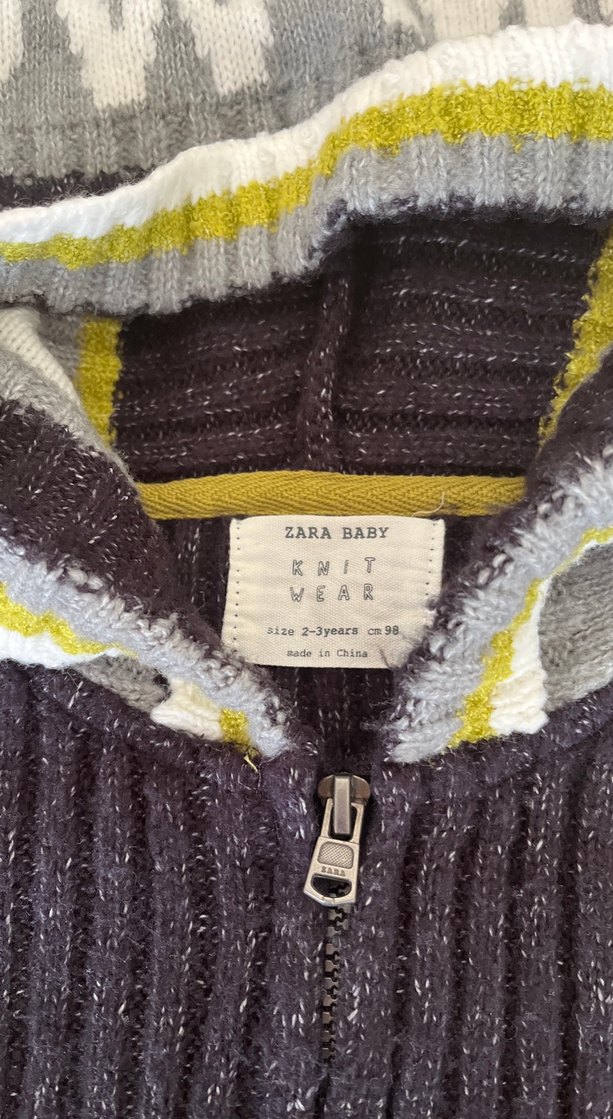 ZARA BABY
KNIT
WEAR
size 2-3years cm 98
made in China
ZARA